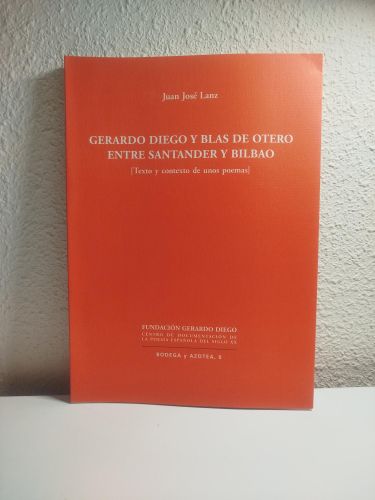 Juan José Lanz
GERARDO DIEGO Y BLAS DE OTERO
ENTRE SANTANDER Y BILBAO
[Texto y contexto de unos poemas]
FUNDACIÓN GERARDO DIEGO
CENTRO DE DOCUMENTACIÓN DE
LA POESÍA ESPAÑOLA DEL SIGLO XX
BODEGA y AZOTEA,